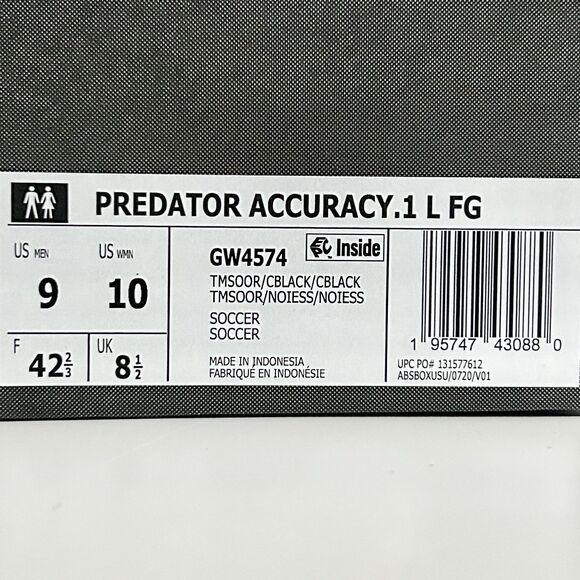 PREDATOR ACCURACY.1 L FG
US MEN
9
US WMN
10
F
42 2/3
UK
8 1/2
GW4574
Inside
TMSOOR/CBLACK/CBLACK
TMSOOR/NOIESS/NOIESS
SOCCER
SOCCER
MADE IN INDONESIA
FABRIQUÉ EN INDONÉSIE
1 95747 43088 0
UPC PO# 131577612
ABSBOXUSU/0720/V01